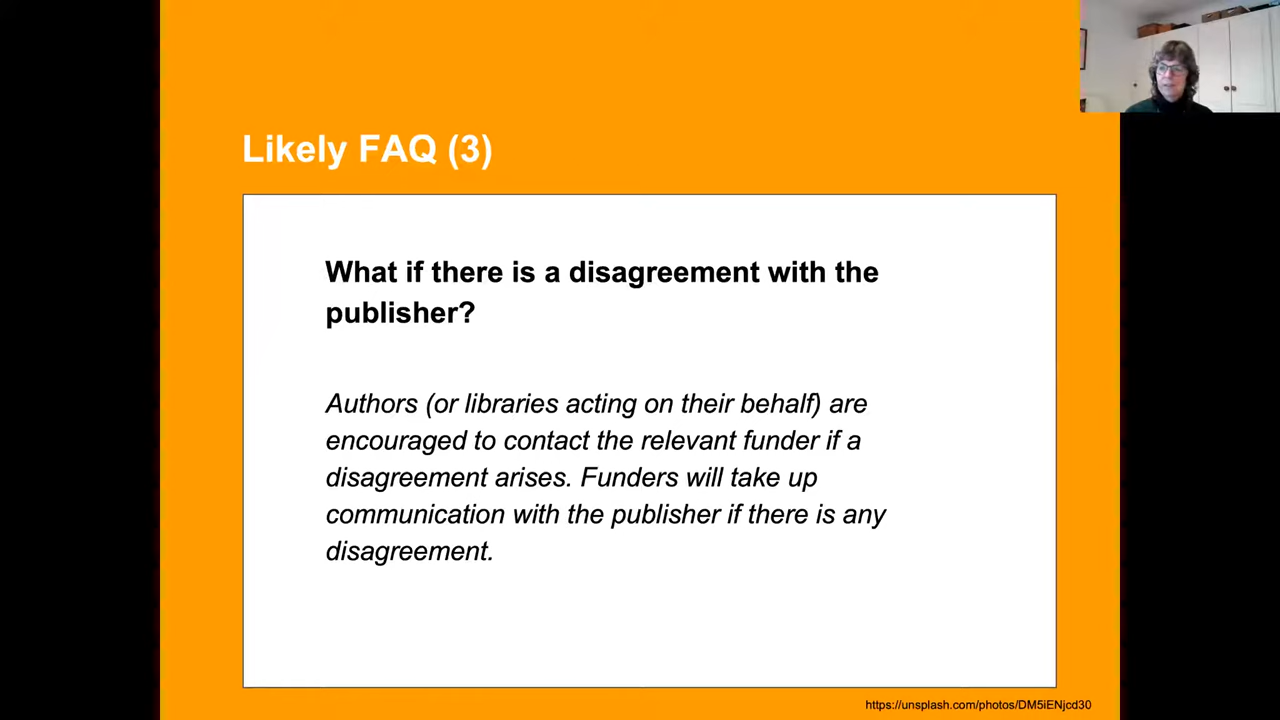 Likely FAQ (3)
What if there is a disagreement with the
publisher?
Authors (or libraries acting on their behalf) are
encouraged to contact the relevant funder if a
disagreement arises. Funders will take up
communication with the publisher if there is any
disagreement.
https://unsplash.com/photos/DM5iENjcd30